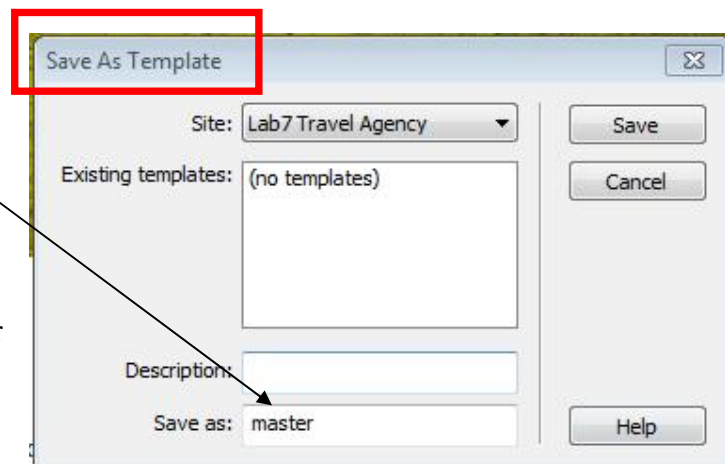 Save As Template
Site: Lab7 Travel Agency
Save
Existing templates: (no templates)
Cancel
Description:
Save as: master
Help